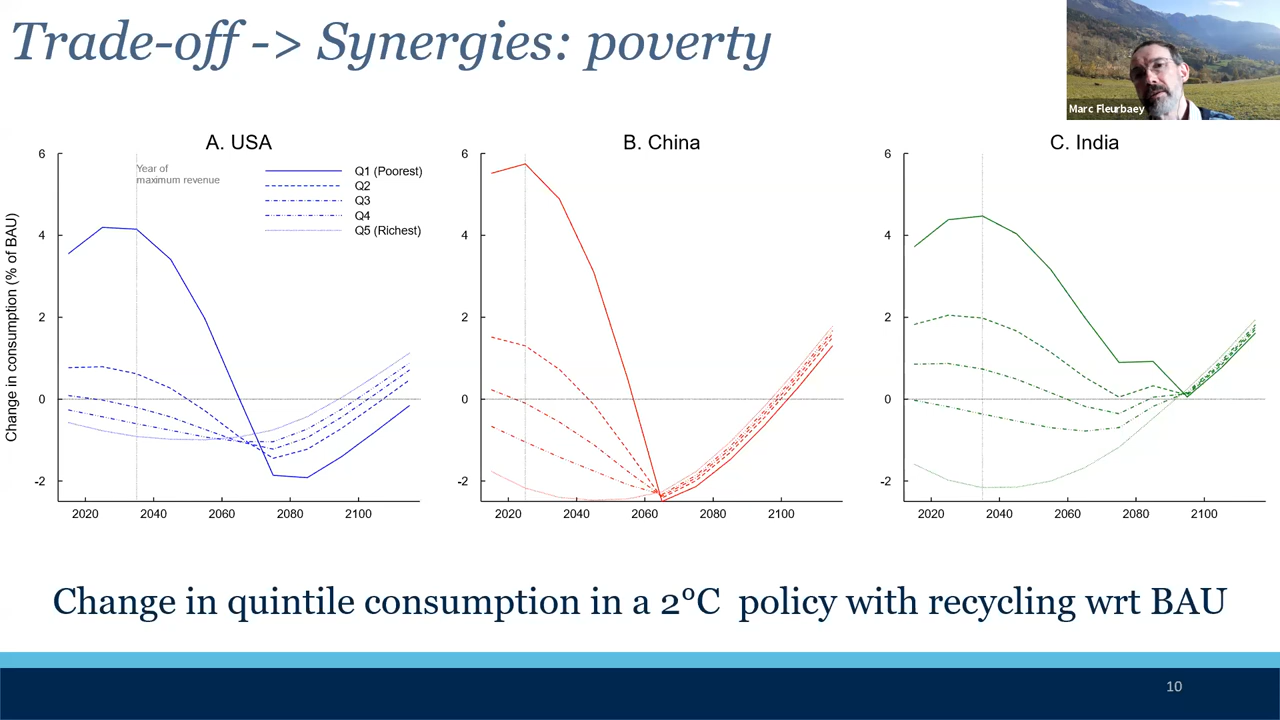 Trade-off -> Synergies: poverty
Marc Fleurbaey
A. USA
B. China
C. India
Change in consumption (% of BAU)
Year of
maximum revenue
Q1 (Poorest)
Q2
Q3
Q4
Q5 (Richest)
6
4
2
0
-2
2020 2040 2060 2080 2100
6
4
2
0
-2
2020 2040 2060 2080 2100
6
4
2
0
-2
2020 2040 2060 2080 2100
Change in quintile consumption in a 2°C policy with recycling wrt BAU
10